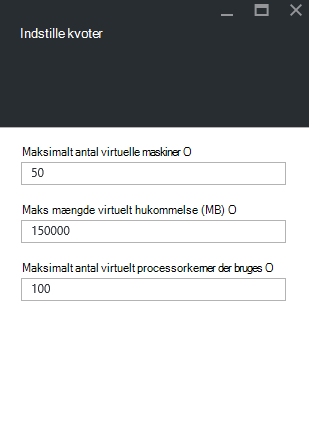 Indstille kvoter
Maksimalt antal virtuelle maskiner O
50
Maks mængde virtuelt hukommelse (MB) O
150000
Maksimalt antal virtuelt processorkerner der bruges O
100